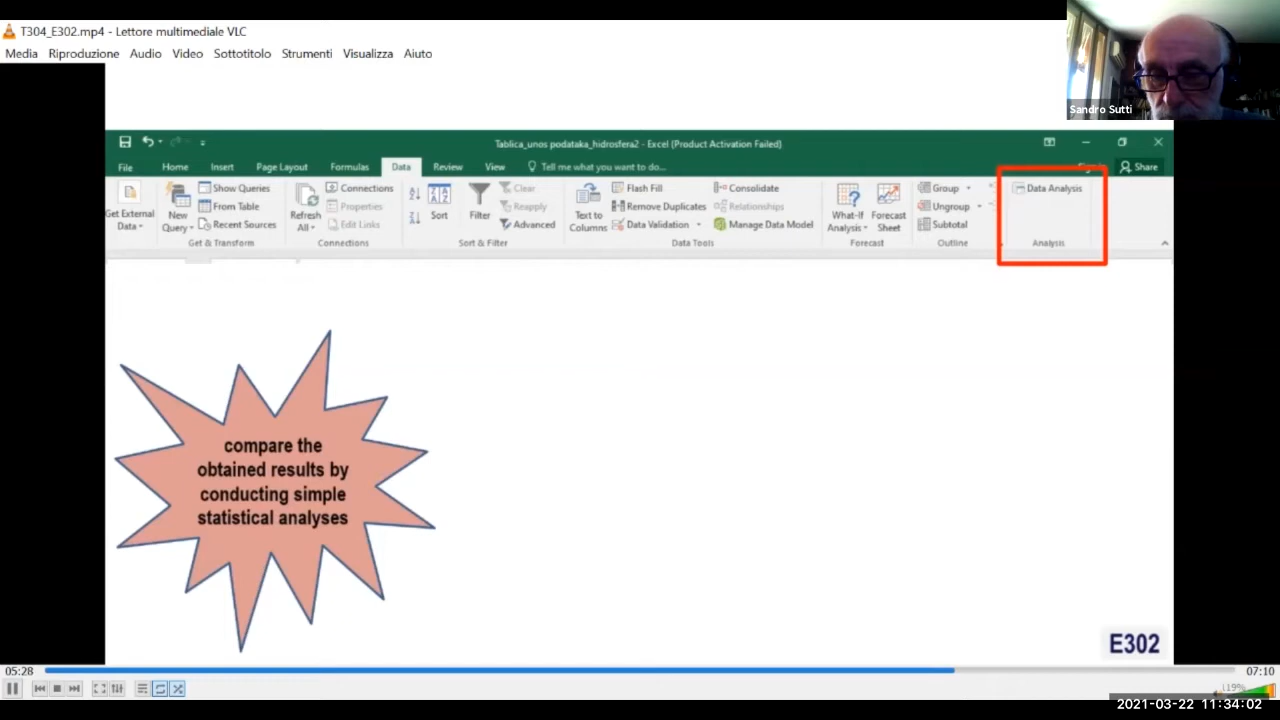 T304_E302.mp4 - Lettore multimediale VLC
Media Riproduzione Audio Video Sottotitolo Strumenti Visualizza Aiuto
Sandro Sutti
Tablica_unos podataka_hidrosfera2 - Excel (Product Activation Failed)
File Home Insert Page Layout Formulas Data Review View Tell me what you want to do... Share
Get External Data
New Query
Show Queries
From Table
Recent Sources
Get & Transform
Refresh All
Connections
Properties
Edit Links
Connections
Sort
Filter
Clear
Reapply
Advanced
Sort & Filter
Text to Columns
Flash Fill
Remove Duplicates
Data Validation
Consolidate
Relationships
Manage Data Model
Data Tools
What-If Analysis
Forecast Sheet
Forecast
Group
Ungroup
Subtotal
Outline
Data Analysis
Analysis
compare the
obtained results by
conducting simple
statistical analyses
E302
05:28
07:10
119%
2021-03-22 11:34:02